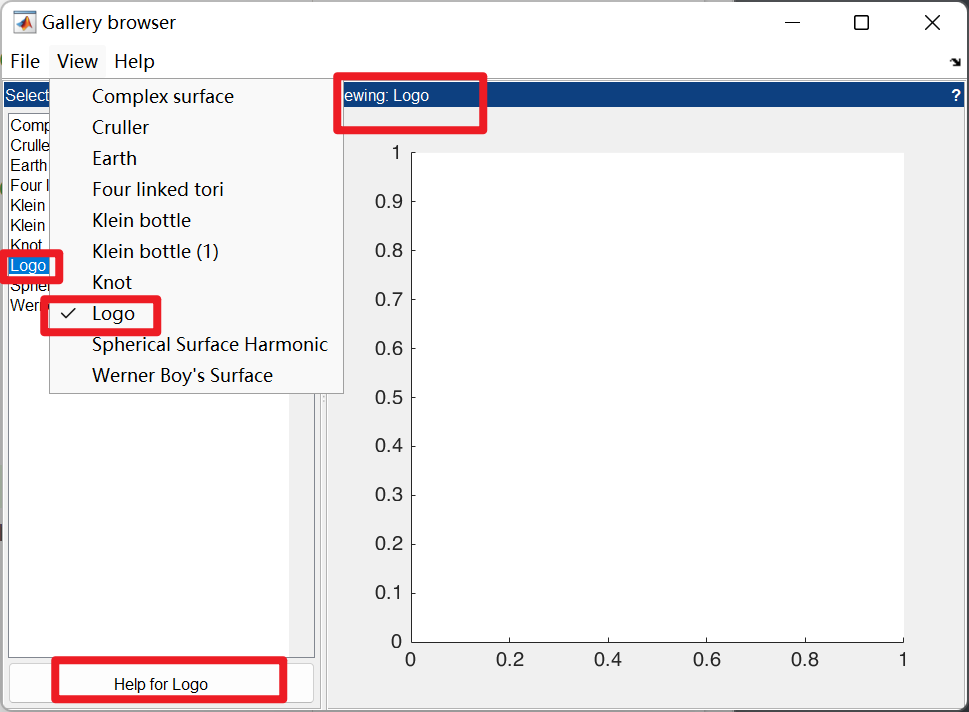 Gallery browser
File View Help
Select
ewing: Logo
?
Complex surface
Cruller
Earth
Four linked tori
Klein bottle
Klein bottle (1)
Knot
✓ Logo
Spherical Surface Harmonic
Werner Boy's Surface
Comp
Crulle
Earth
Four l
Klein
Klein
Knot
Logo
Spher
Wer
Help for Logo
1
0.9
0.8
0.7
0.6
0.5
0.4
0.3
0.2
0.1
0
0 0.2 0.4 0.6 0.8 1